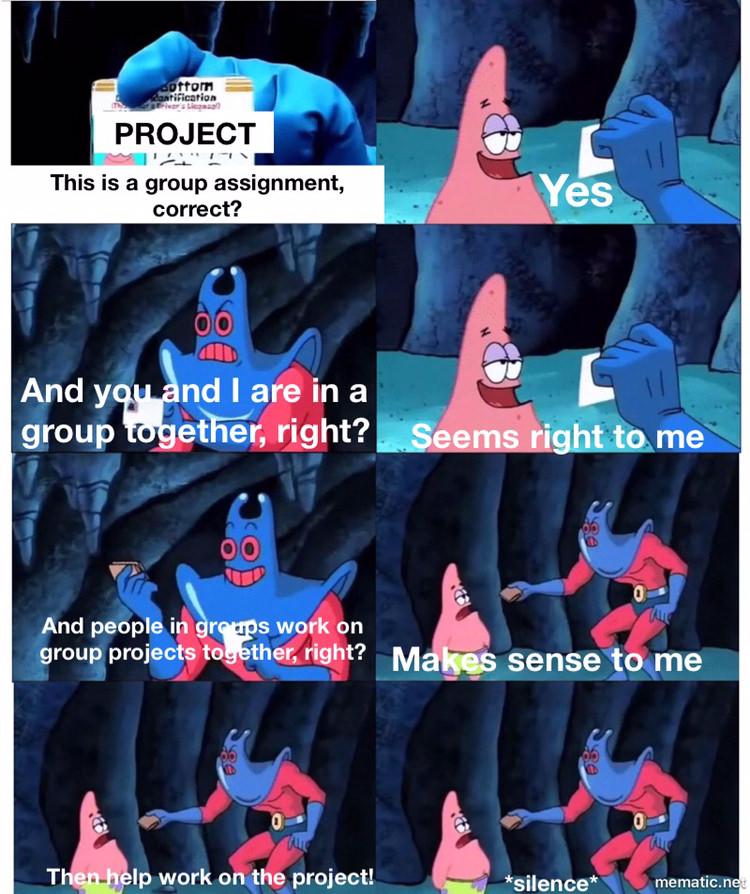 ottom
ntification
PROJECT
This is a group assignment,
correct?
Yes
And you and I are in a
group together, right?
Seems right to me
And people in groups work on
group projects together, right?
Makes sense to me
Then help work on the project!
*silence*
mematic.net